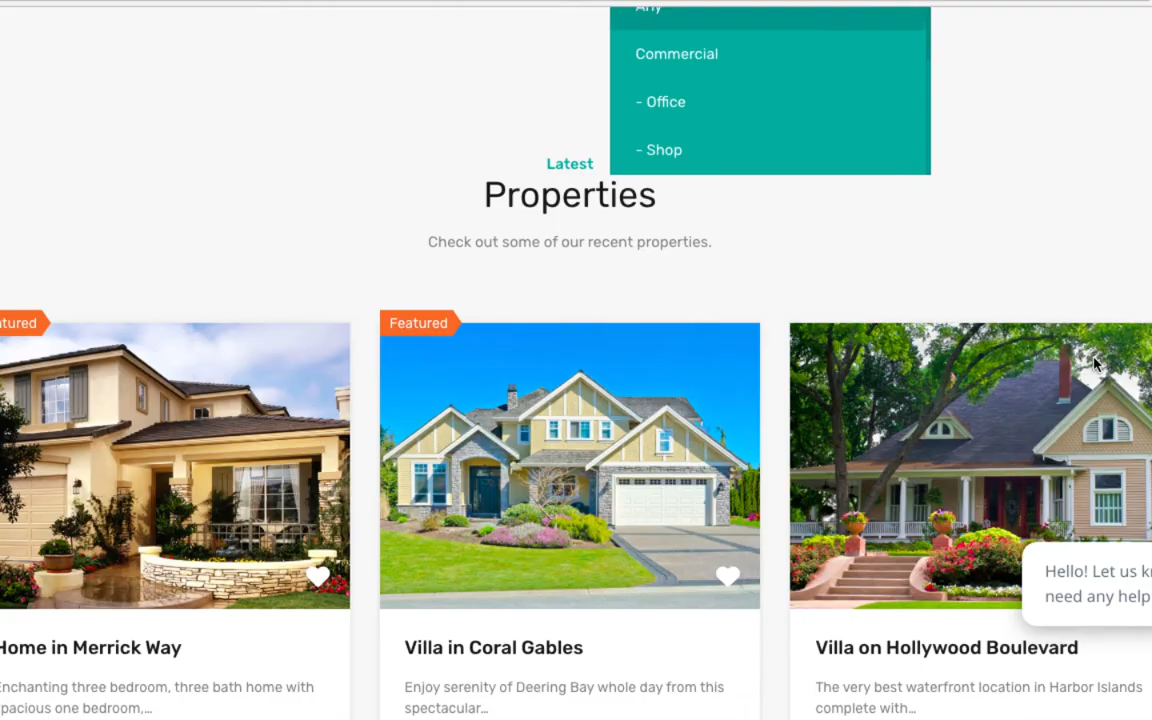 Any
Commercial
- Office
- Shop
Latest
Properties
Check out some of our recent properties.
Featured
Home in Merrick Way
Enchanting three bedroom, three bath home with
spacious one bedroom,…
Featured
Villa in Coral Gables
Enjoy serenity of Deering Bay whole day from this
spectacular…
Villa on Hollywood Boulevard
The very best waterfront location in Harbor Islands
complete with…
Hello! Let us
need any help